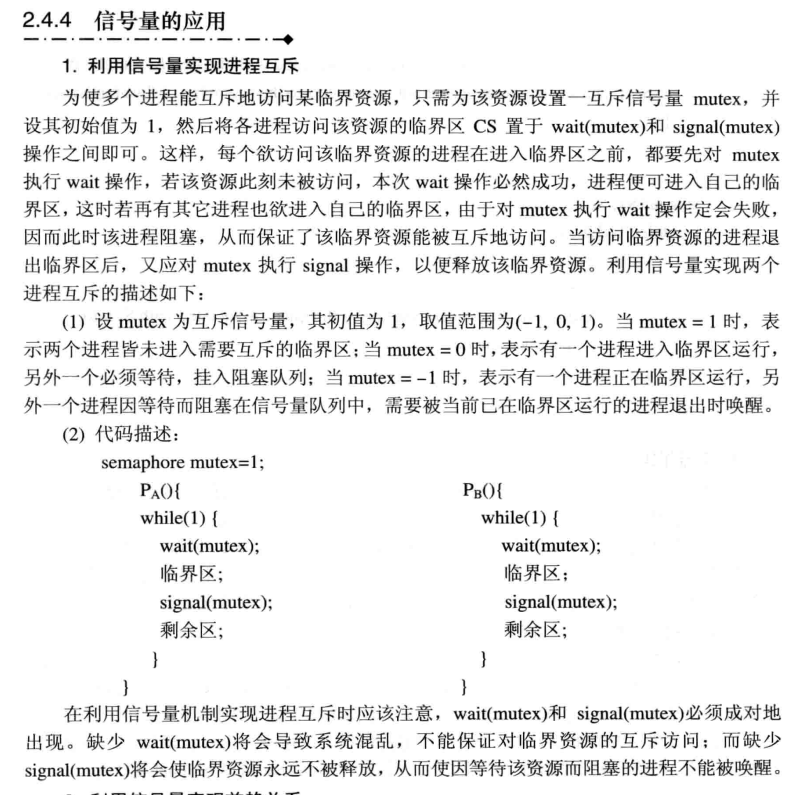 2.4.4 信号量的应用
1. 利用信号量实现进程互斥
为使多个进程能互斥地访问某临界资源，只需为该资源设置一互斥信号量 mutex，并
设其初始值为 1，然后将各进程访问该资源的临界区 CS 置于 wait(mutex)和 signal(mutex)
操作之间即可。这样，每个欲访问该临界资源的进程在进入临界区之前，都要先对 mutex
执行 wait 操作，若该资源此刻未被访问，本次 wait 操作必然成功，进程便可进入自己的临
界区，这时若再有其它进程也欲进入自己的临界区，由于对 mutex 执行 wait 操作定会失败，
因而此时该进程阻塞，从而保证了该临界资源能被互斥地访问。当访问临界资源的进程退
出临界区后，又应对 mutex 执行 signal 操作，以便释放该临界资源。利用信号量实现两个
进程互斥的描述如下：
(1) 设 mutex 为互斥信号量，其初值为 1，取值范围为(−1, 0, 1)。当 mutex = 1 时，表
示两个进程皆未进入需要互斥的临界区；当 mutex = 0 时，表示有一个进程进入临界区运行，
另外一个必须等待，挂入阻塞队列；当 mutex = −1 时，表示有一个进程正在临界区运行，另
外一个进程因等待而阻塞在信号量队列中，需要被当前已在临界区运行的进程退出时唤醒。
(2) 代码描述：
semaphore mutex=1;
PA(){ PB(){
while(1) { while(1) {
wait(mutex); wait(mutex);
临界区; 临界区；
signal(mutex); signal(mutex);
剩余区; 剩余区;
} }
} }
在利用信号量机制实现进程互斥时应该注意，wait(mutex)和 signal(mutex)必须成对地
出现。缺少 wait(mutex)将会导致系统混乱，不能保证对临界资源的互斥访问；而缺少
signal(mutex)将会使临界资源永远不被释放，从而使因等待该资源而阻塞的进程不能被唤醒。